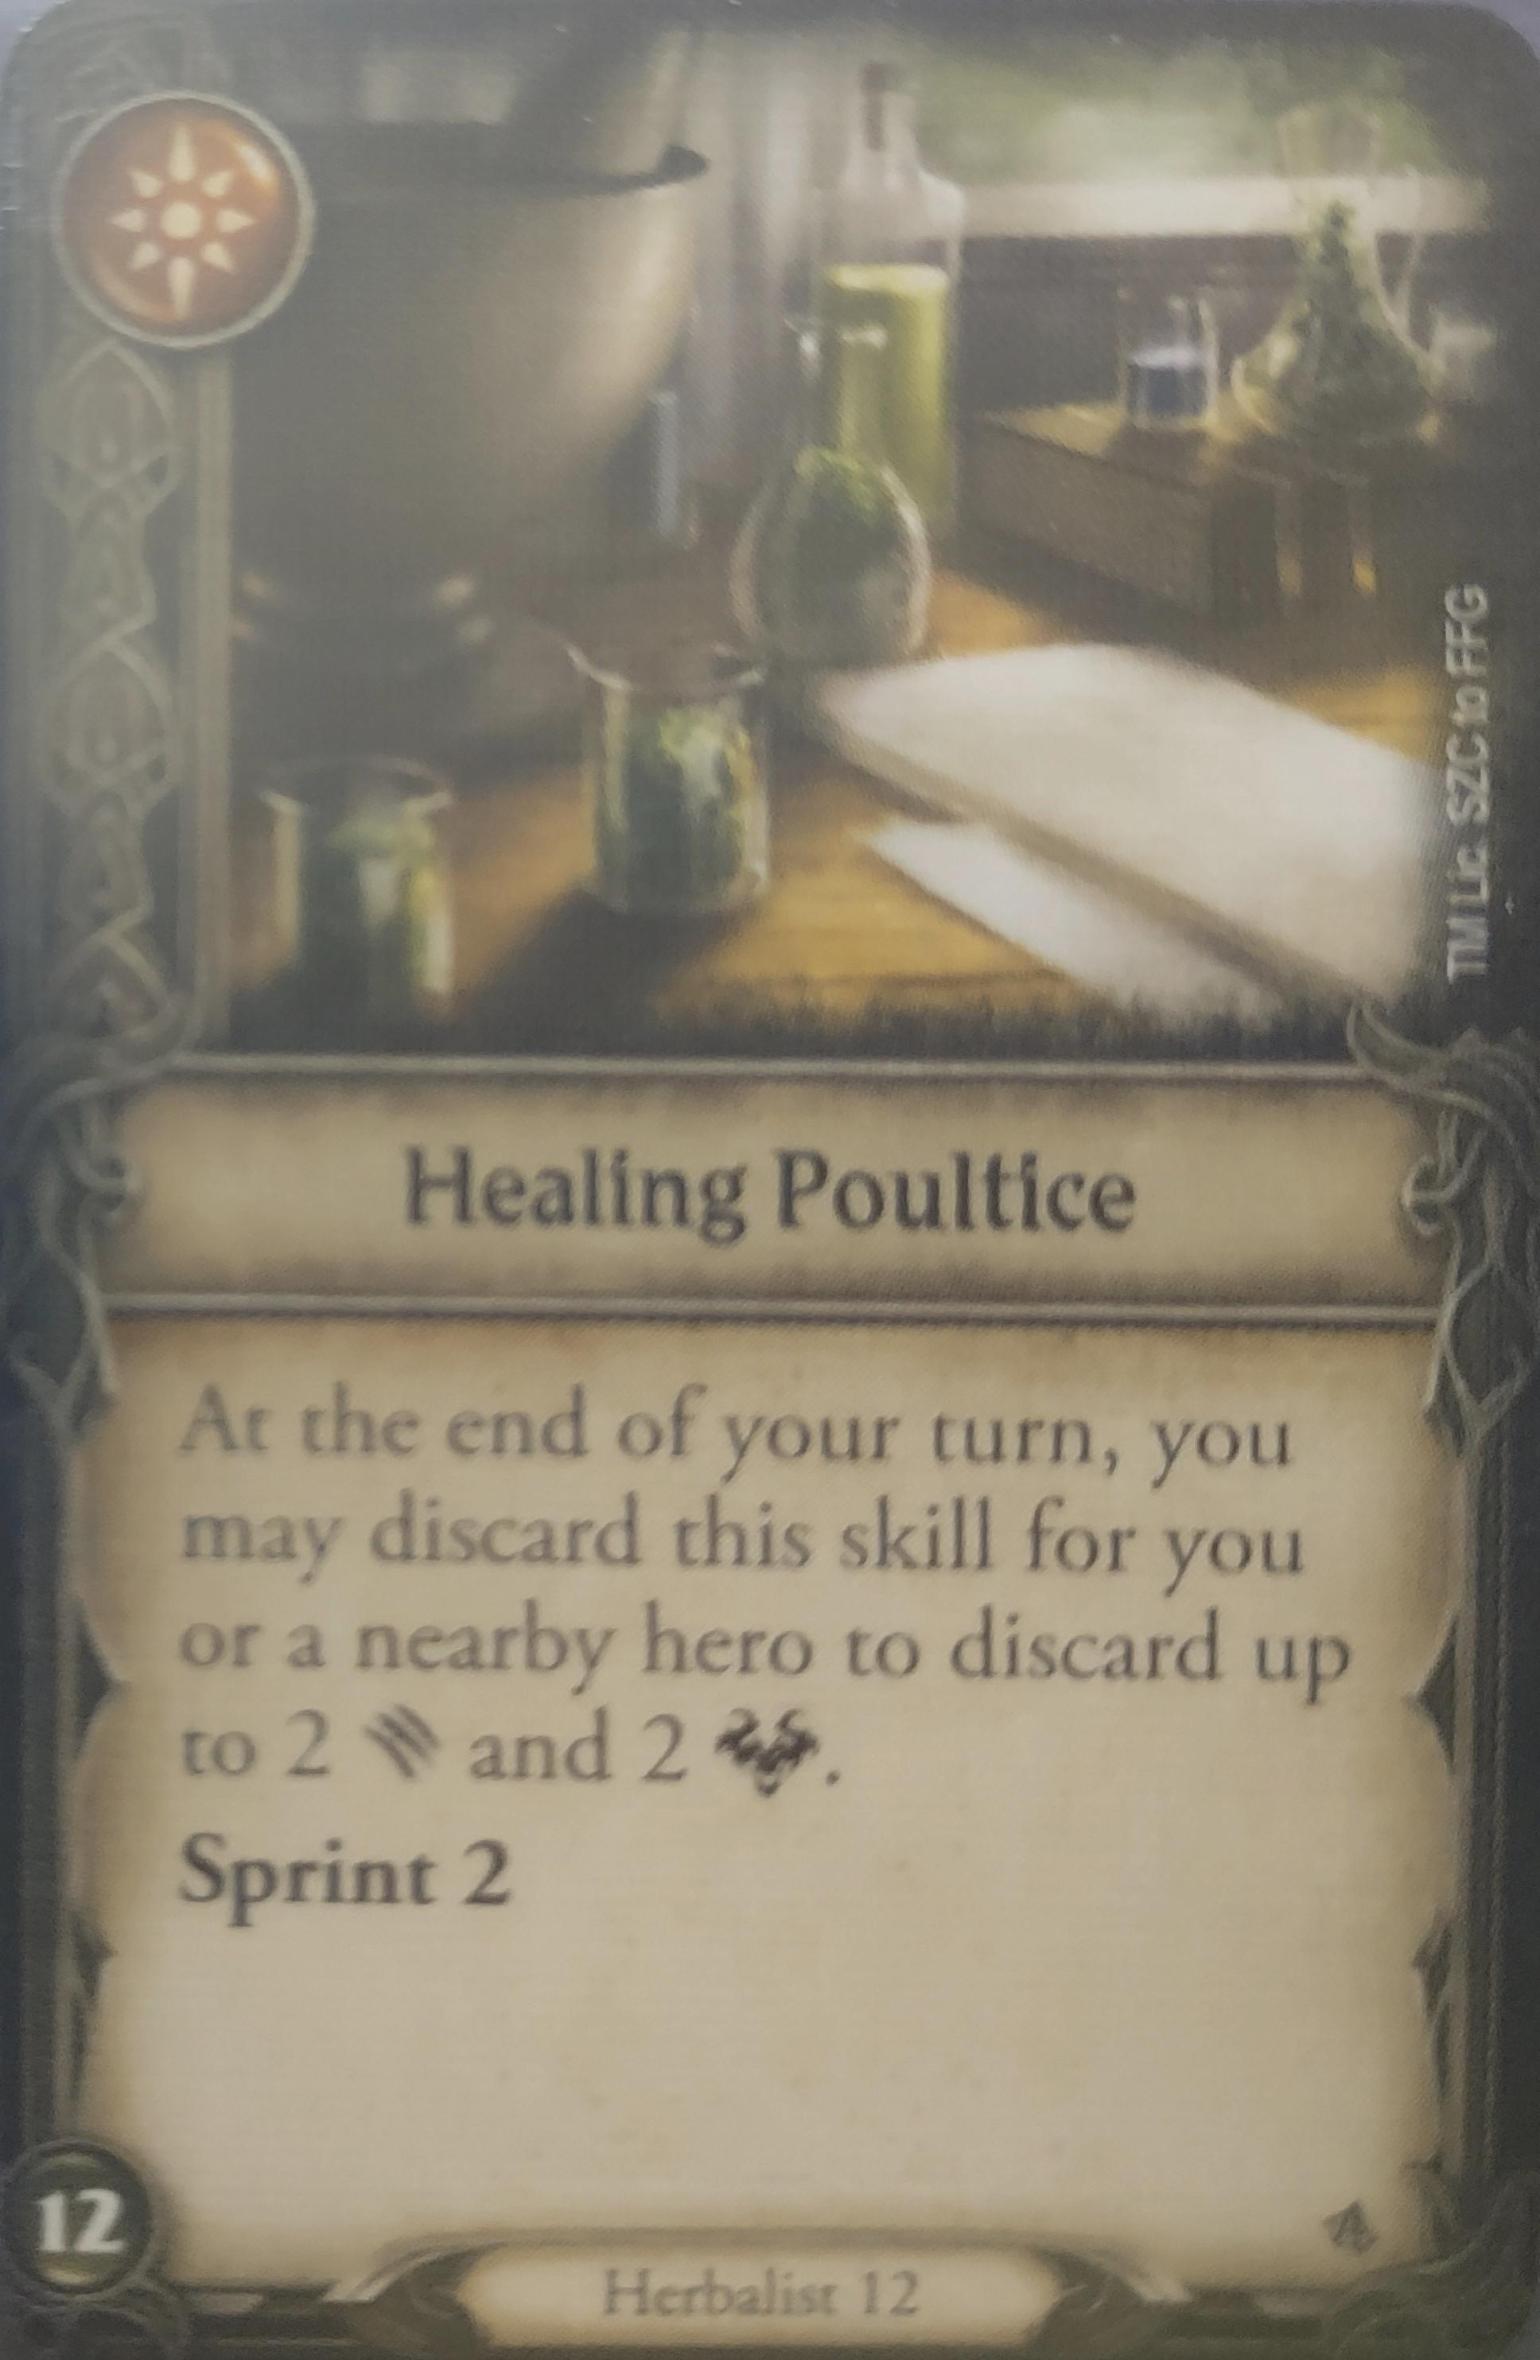 TM Lic. SZC to FFG
Healing Poultice
At the end of your turn, you
may discard this skill for you
or a nearby hero to discard up
to 2 and 2 .
Sprint 2
12
Herbalist 12